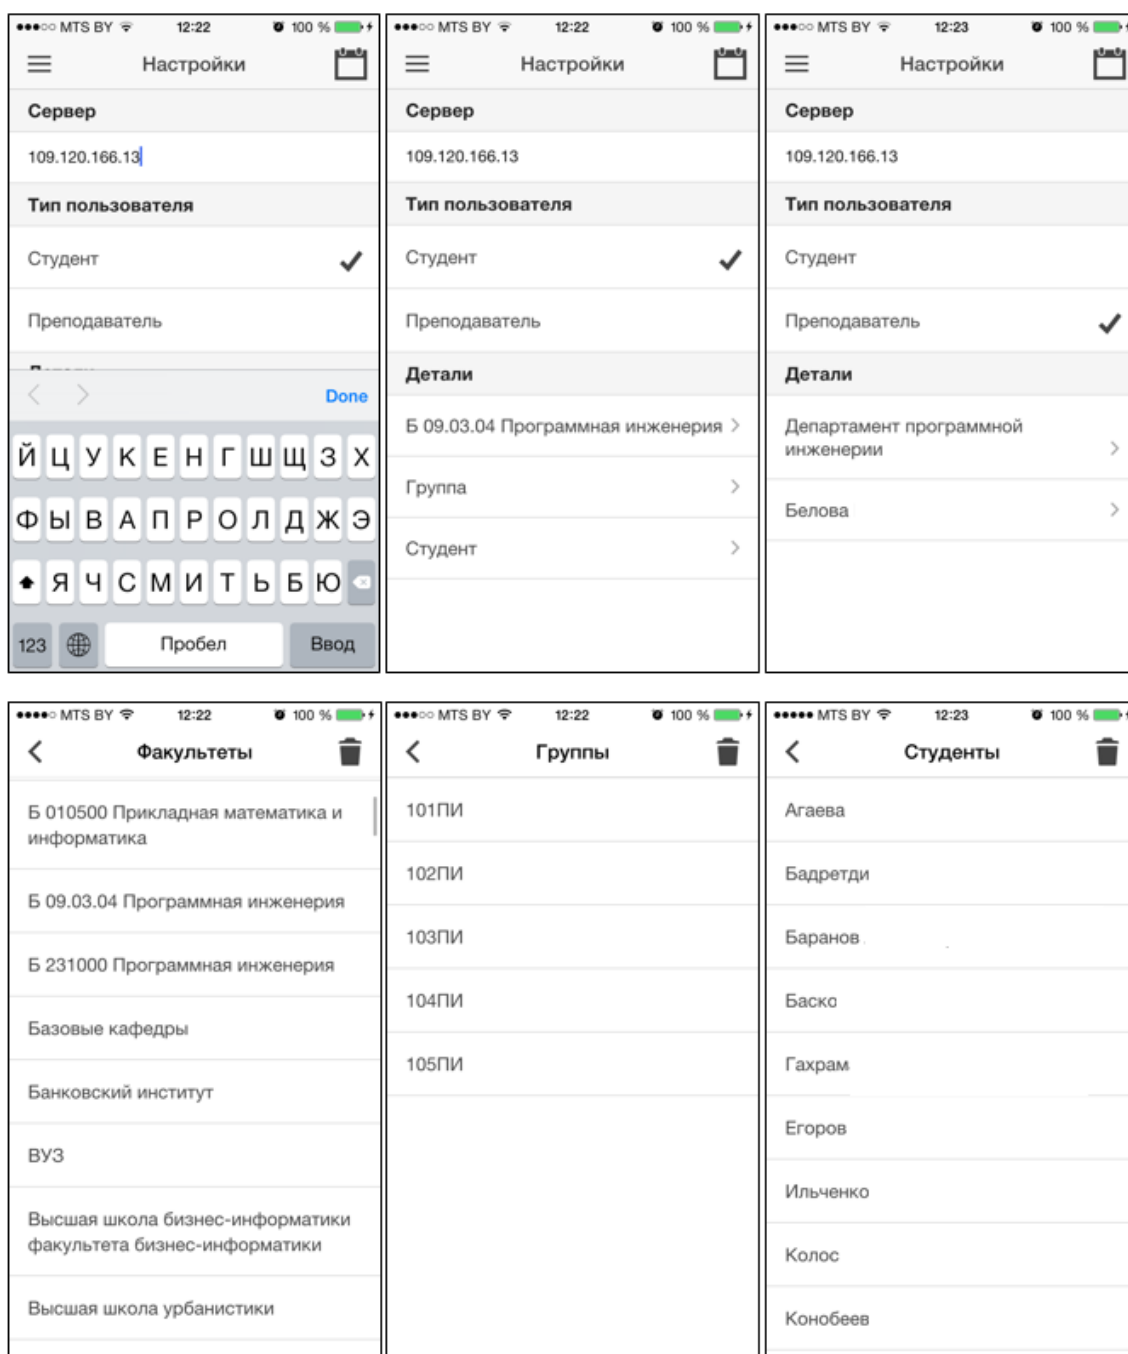 MTS BY 12:22 100 %
Настройки
Сервер
109.120.166.13
Тип пользователя
Студент
Преподаватель
Done
Й Ц У К Е Н Г Ш Щ З Х
Ф Ы В А П Р О Л Д Ж Э
Я Ч С М И Т Ь Б Ю
123 Пробел Ввод
MTS BY 12:22 100 %
Настройки
Сервер
109.120.166.13
Тип пользователя
Студент
Преподаватель
Детали
Б 09.03.04 Программная инженерия
Группа
Студент
MTS BY 12:23 100 %
Настройки
Сервер
109.120.166.13
Тип пользователя
Студент
Преподаватель
Детали
Департамент программной
инженерии
Белова
MTS BY 12:22 100 %
Факультеты
Б 010500 Прикладная математика и
информатика
Б 09.03.04 Программная инженерия
Б 231000 Программная инженерия
Базовые кафедры
Банковский институт
ВУЗ
Высшая школа бизнес-информатики
факультета бизнес-информатики
Высшая школа урбанистики
MTS BY 12:22 100 %
Группы
101ПИ
102ПИ
103ПИ
104ПИ
105ПИ
MTS BY 12:23 100 %
Студенты
Агаева
Бадретди
Баранов
Баско
Гахрам
Егоров
Ильченко
Колос
Конобеев